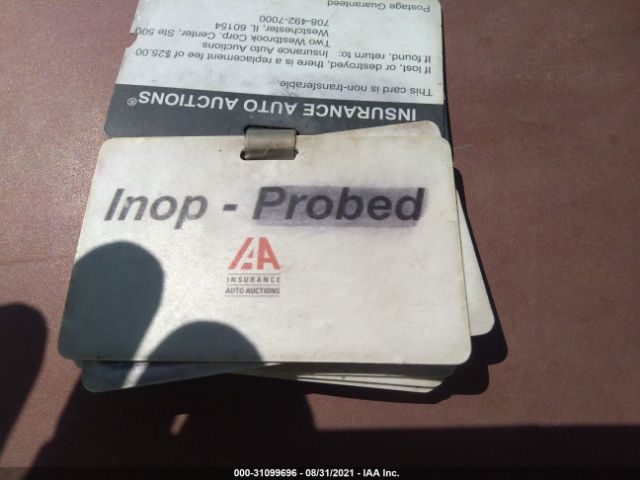 Postage Guaranteed
708-492-7000
Westchester, IL 60154
Two Westbrook Corp. Center, Ste 500
Insurance Auto Auctions
If found, return to:
If lost, or destroyed, there is a replacement fee of $25.00
This card is non-transferable.
INSURANCE AUTO AUCTIONS®
Inop - Probed
IAA
INSURANCE
AUTO AUCTIONS
000-31099696 - 08/31/2021 - IAA Inc.